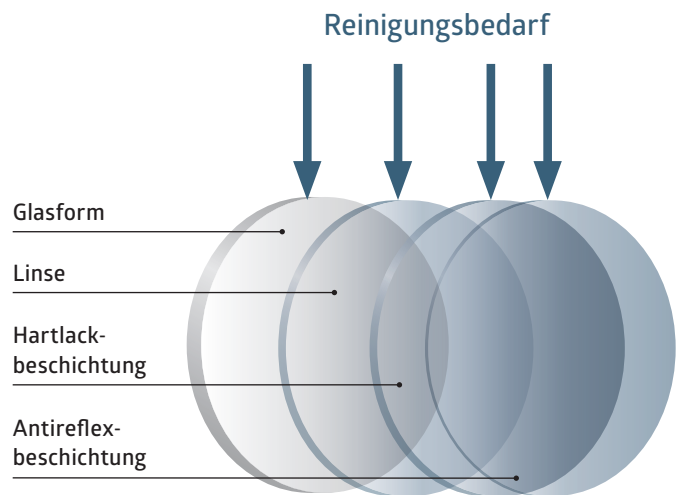 Reinigungsbedarf
Glasform
Linse
Hartlack-
beschichtung
Antireflex-
beschichtung